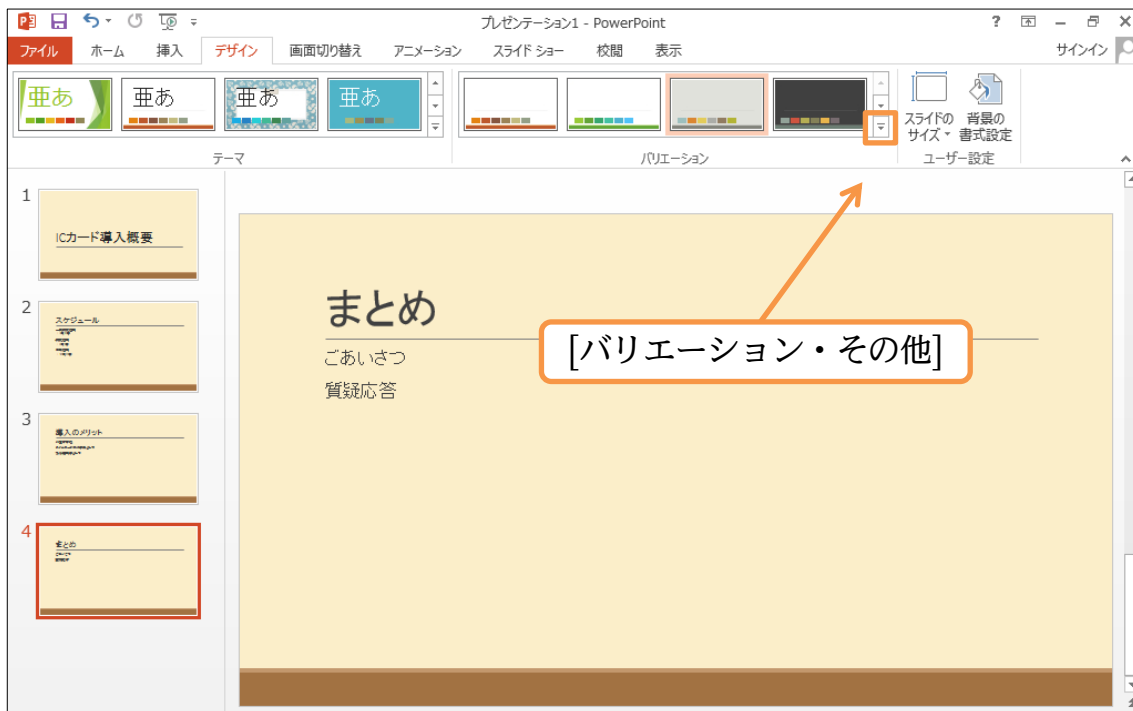 プレゼンテーション1 - PowerPoint
?
ファイル ホーム 挿入 デザイン 画面切り替え アニメーション スライド ショー 校閲 表示 サインイン
亜あ 亜あ 亜あ 亜あ
スライドの サイズ
背景の 書式設定
テーマ バリエーション ユーザー設定
1
ICカード導入概要
2
スケジュール
3
導入のメリット
4
まとめ
まとめ
ごあいさつ
質疑応答
[バリエーション・その他]